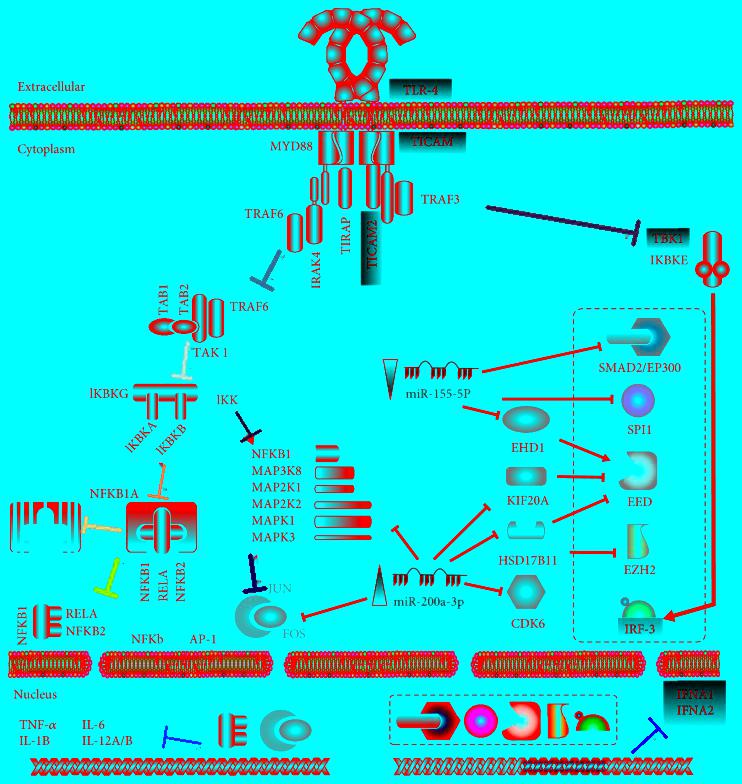 Extracellular
TLR-4
Cytoplasm
MYD88
TICAM
TRAF6
TRAF3
IRAK4
TIRAP
TICAM2
TBK1
IKBKE
TAB1
TAB2
TRAF6
TAK 1
IKBKG
IKK
IKBKA
IKBKB
miR-155-5P
SMAD2/EP300
SPI1
EHD1
NFKB1
MAP3K8
MAP2K1
MAP2K2
MAPK1
MAPK3
NFKB1A
KIF20A
EED
HSD17B11
EZH2
NFKB1
RELA
NFKB2
JUN
FOS
miR-200a-3p
CDK6
IRF-3
NFKB1
RELA
NFKB2
NFKb
AP-1
Nucleus
IFNA1
IFNA2
TNF-α IL-6
IL-1B IL-12A/B